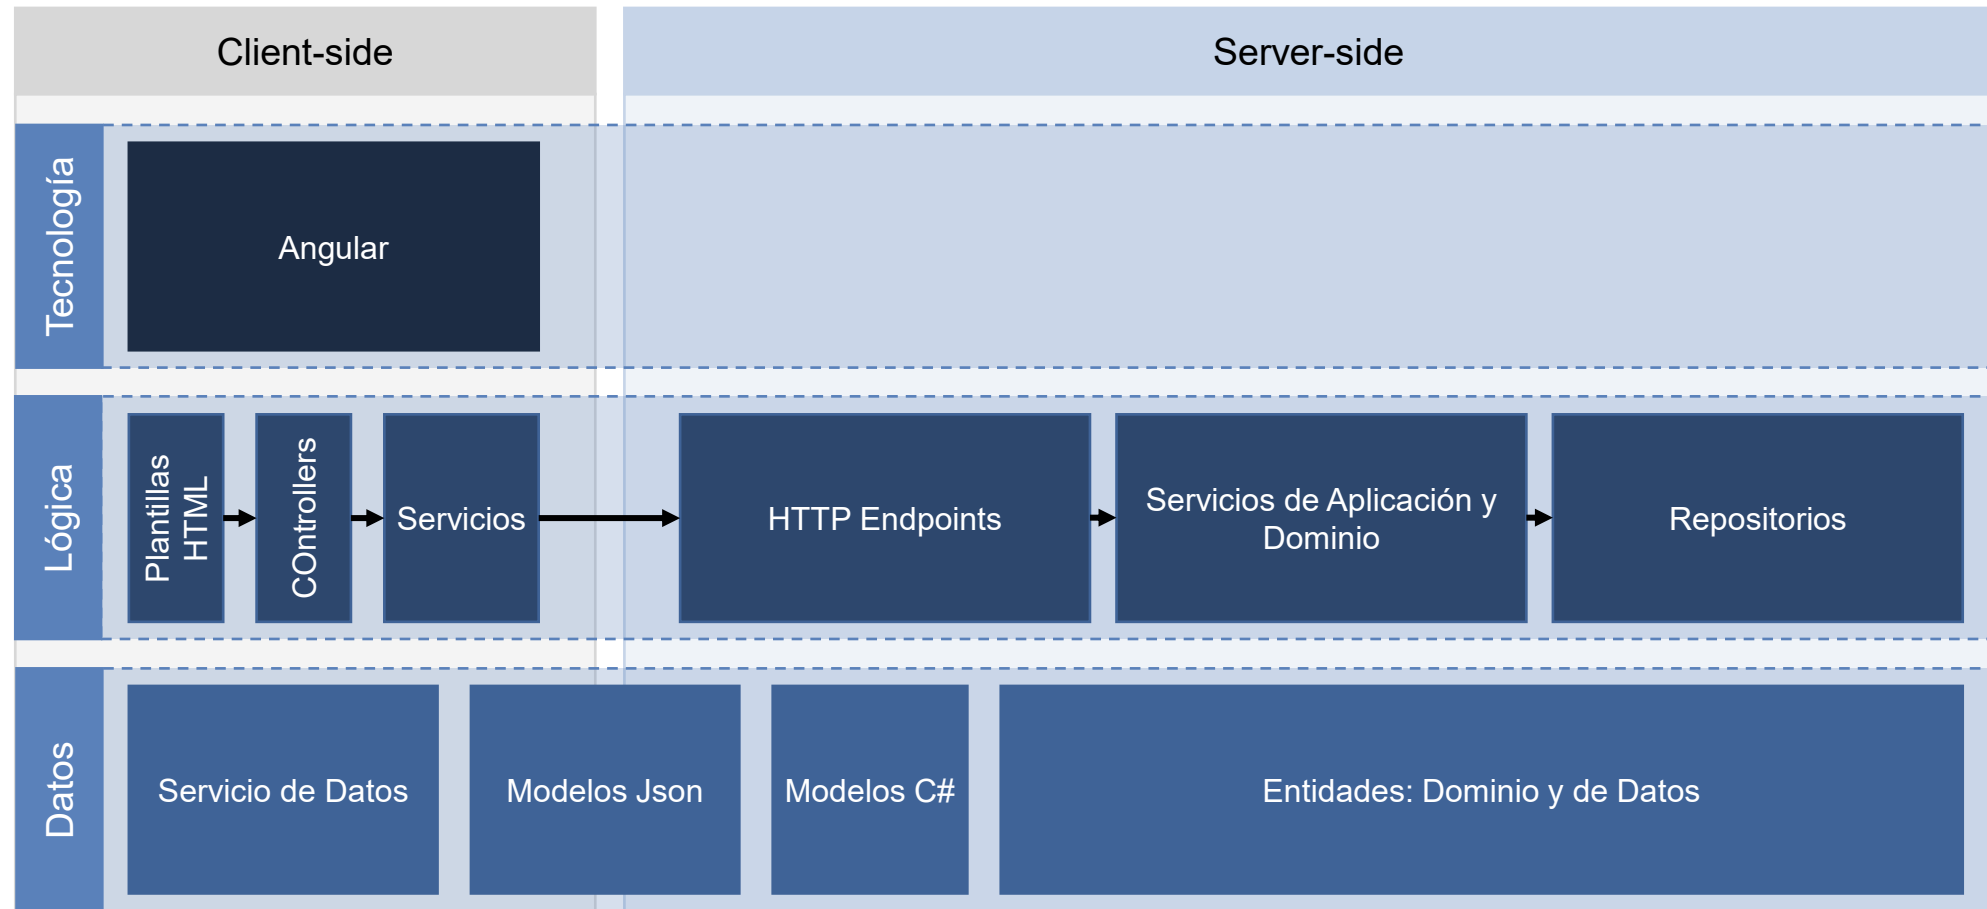 Client-side
Server-side
Tecnología
Angular
Lógica
Plantillas
HTML
COntrollers
Servicios
HTTP Endpoints
Servicios de Aplicación y
Dominio
Repositorios
Datos
Servicio de Datos
Modelos Json
Modelos C#
Entidades: Dominio y de Datos